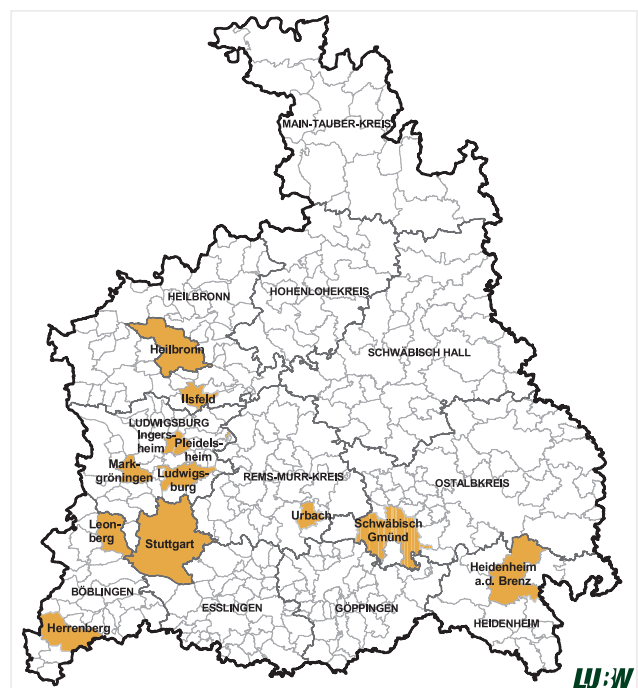 MAIN-TAUBER-KREIS
HEILBRONN
HOHENLOHEKREIS
Heilbronn
SCHWÄBISCH HALL
Ilsfeld
LUDWIGSBURG
Ingers-
heim
Pleidels-
heim
Mark-
gröningen
Ludwigs-
burg
REMS-MURR-KREIS
OSTALBKREIS
Urbach
Schwäbisch
Gmünd
Leon-
berg
Stuttgart
Heidenheim
a.d. Brenz
BÖBLINGEN
ESSLINGEN
GÖPPINGEN
HEIDENHEIM
Herrenberg
LU:W